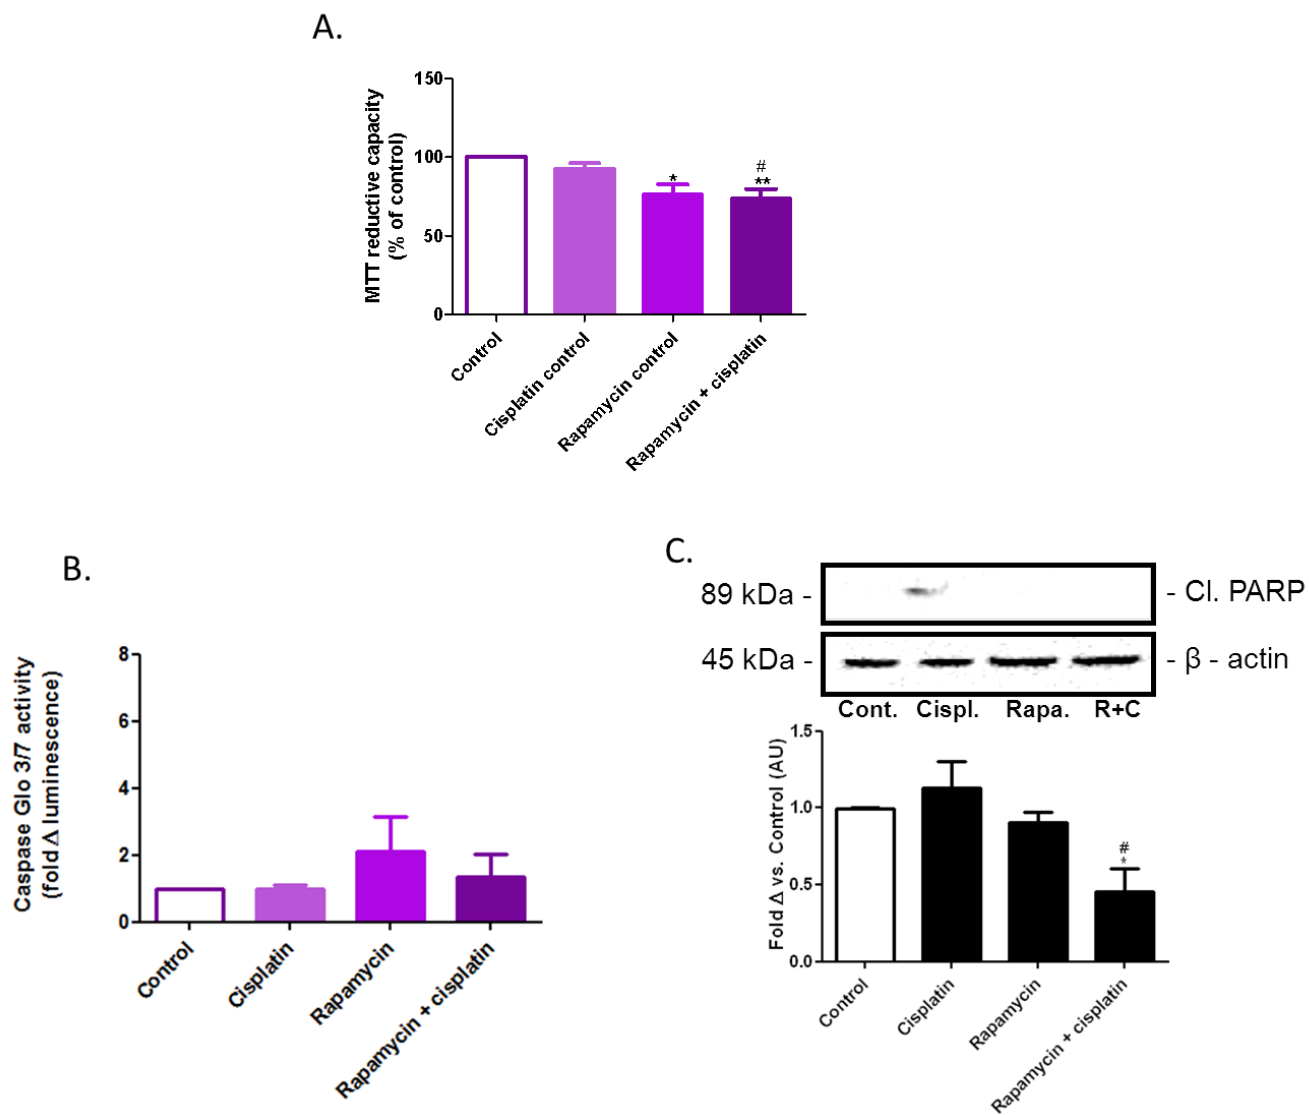 A.
MTT reductive capacity
(% of control)
150
100
50
0
*
#
**
Control
Cisplatin control
Rapamycin control
Rapamycin + cisplatin
B.
Caspase Glo 3/7 activity
(fold Δ luminescence)
8
6
4
2
0
Control
Cisplatin
Rapamycin
Rapamycin + cisplatin
C.
89 kDa -
- Cl. PARP
45 kDa -
- β - actin
Cont. Cispl. Rapa. R+C
Fold Δ vs. Control (AU)
1.5
1.0
0.5
0.0
#
*
Control
Cisplatin
Rapamycin
Rapamycin + cisplatin